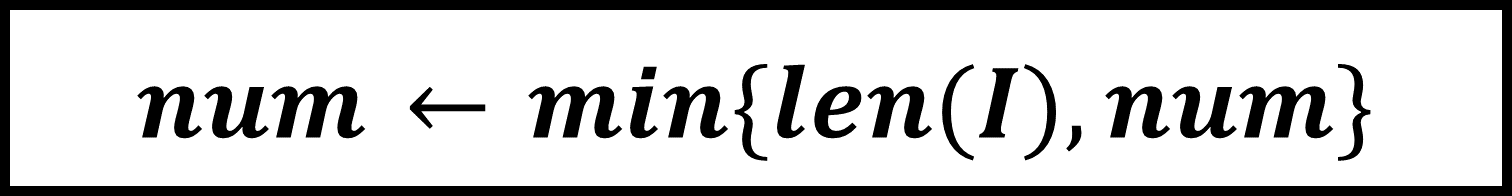 num ← min{len(I), num}